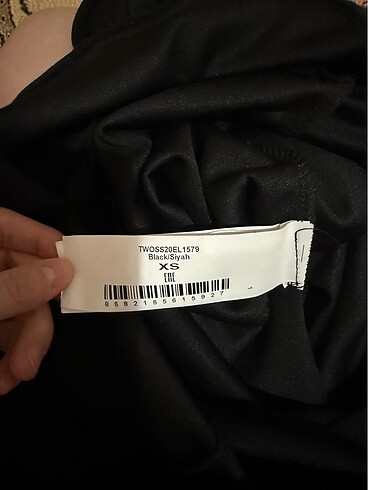 TWOSS20EL1579
Black/Siyah
XS
EAC
8682165615927